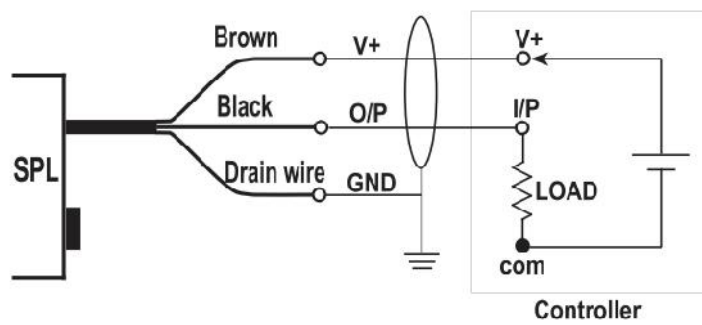 Brown
V+
V+
Black
O/P
I/P
SPL
Drain wire
GND
LOAD
com
Controller